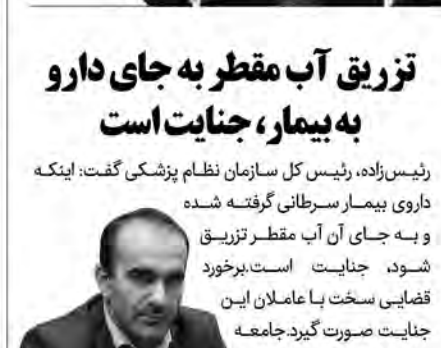 تزریق آب مقطر به جای دارو
به بیمار، جنایت است
رئیس‌زاده، رئیس کل سازمان نظام پزشکی گفت: اینکه
داروی بیمار سرطانی گرفته شده
و به جای آن آب مقطر تزریق
شود، جنایت است.برخورد
قضایی سخت با عاملان این
جنایت صورت گیرد.جامعه